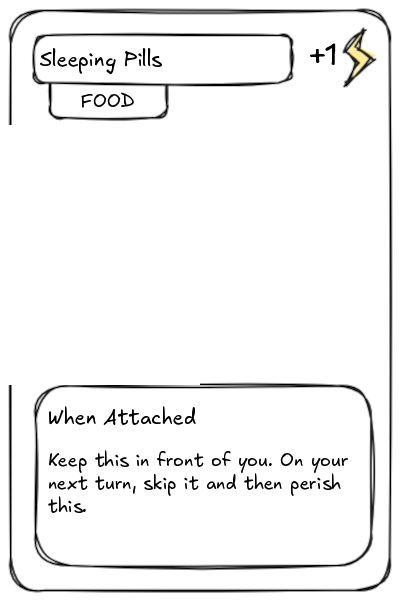 Sleeping Pills
+1
FOOD
When Attached
Keep this in front of you. On your
next turn, skip it and then perish
this.